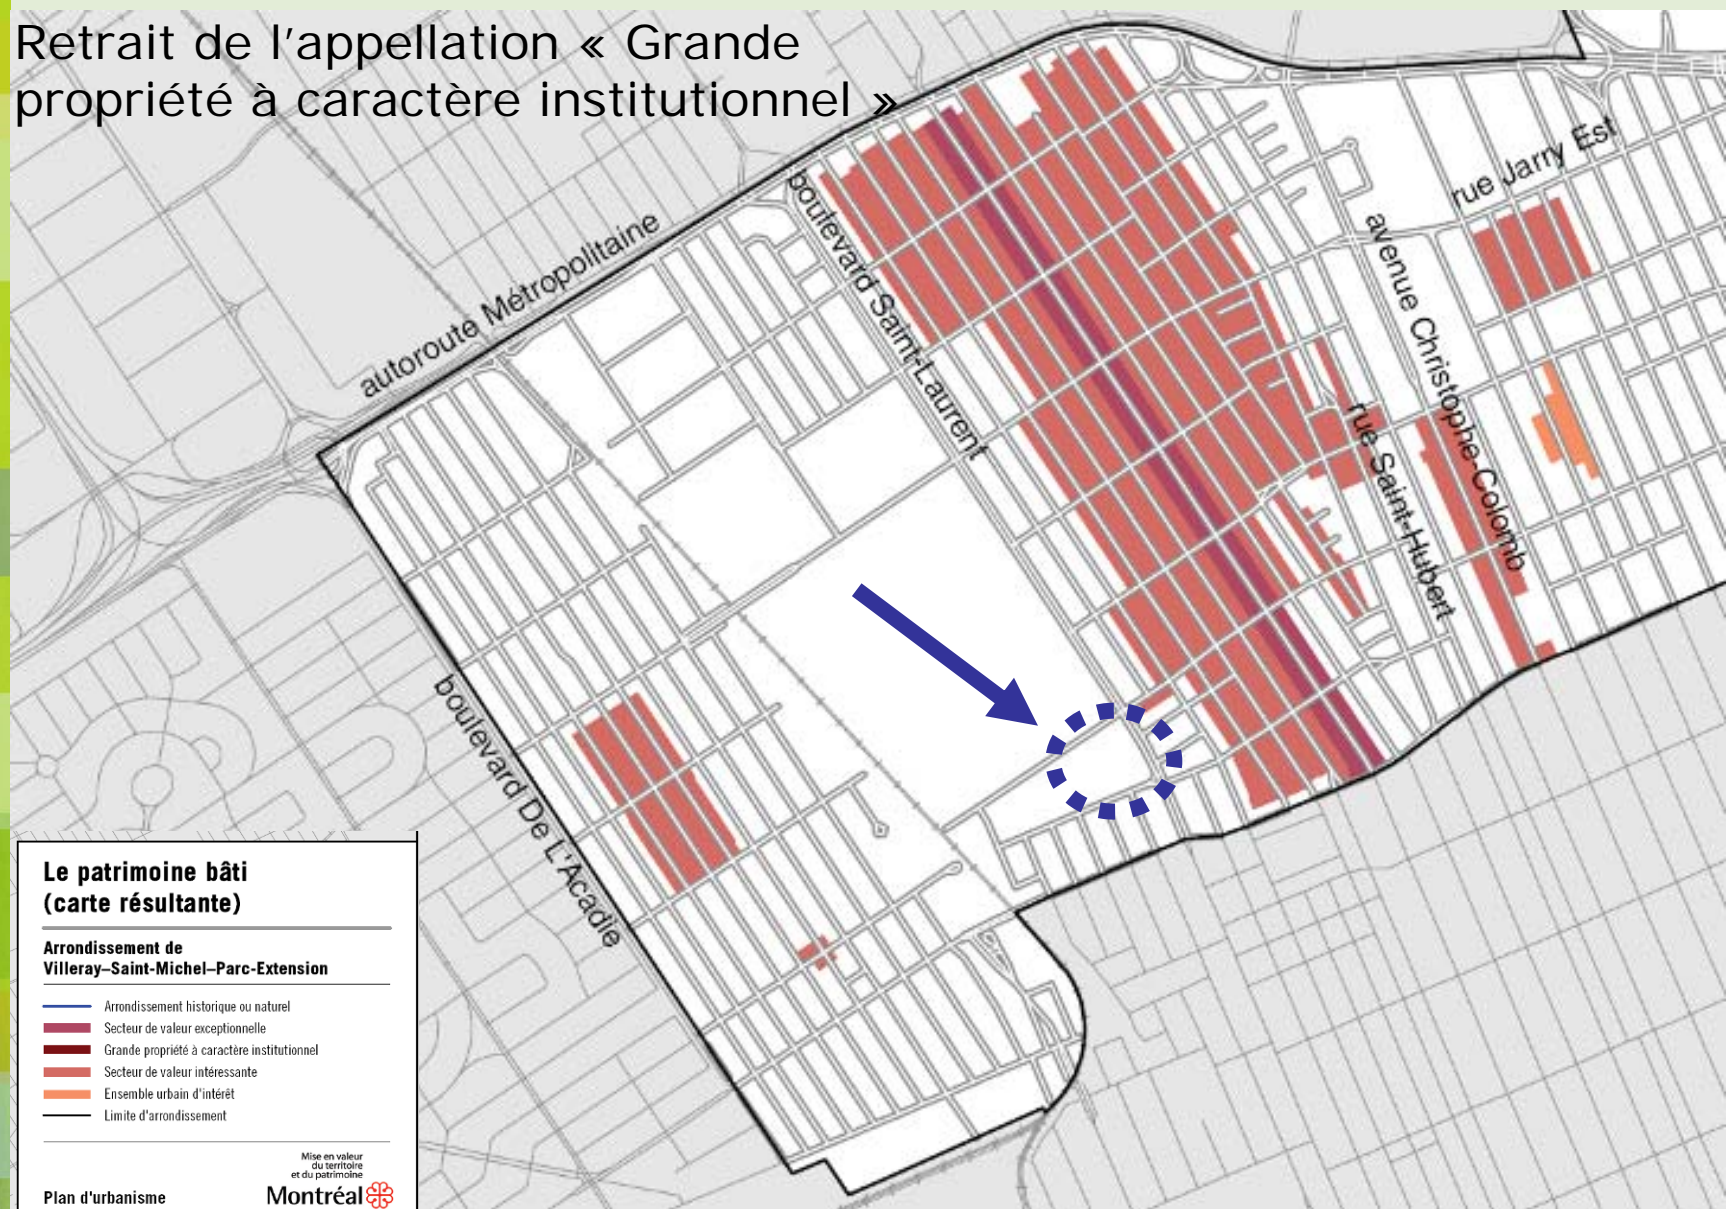 Retrait de l'appellation « Grande
propriété à caractère institutionnel »
autoroute Métropolitaine
boulevard Saint-Laurent
rue Jarry Est
avenue Christophe-Colomb
rue Saint-Hubert
boulevard De L'Acadie
Le patrimoine bâti
(carte résultante)
Arrondissement de
Villeray–Saint-Michel–Parc-Extension
Arrondissement historique ou naturel
Secteur de valeur exceptionnelle
Grande propriété à caractère institutionnel
Secteur de valeur intéressante
Ensemble urbain d'intérêt
Limite d'arrondissement
Mise en valeur
du territoire
et du patrimoine
Plan d'urbanisme
Montréal